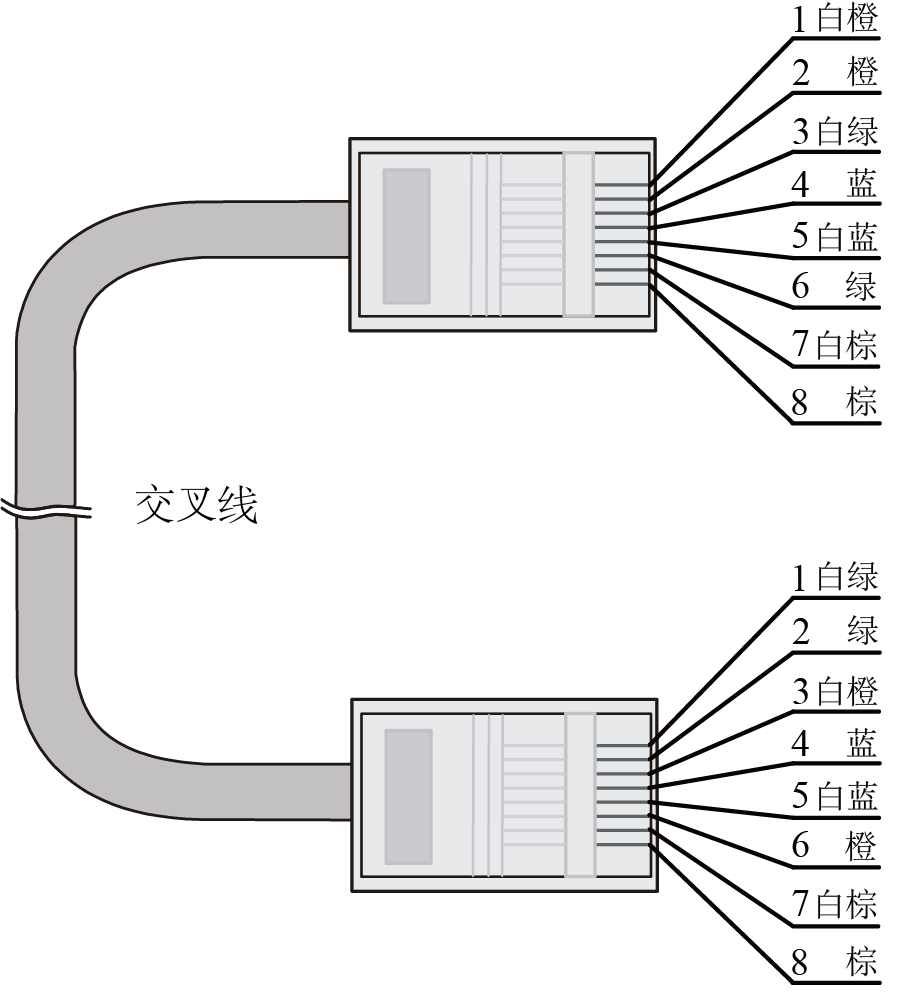 1 白橙
2 橙
3 白绿
4 蓝
5 白蓝
6 绿
7 白棕
8 棕
交叉线
1 白绿
2 绿
3 白橙
4 蓝
5 白蓝
6 橙
7 白棕
8 棕